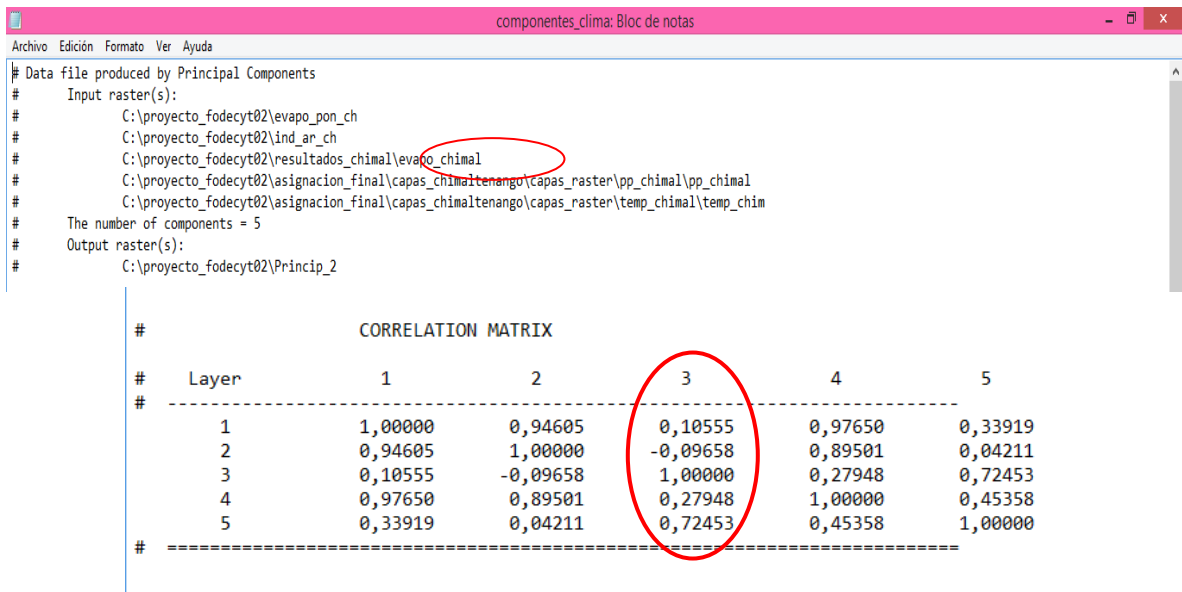 componentes_clima: Bloc de notas
Archivo Edición Formato Ver Ayuda
# Data file produced by Principal Components
# Input raster(s):
# C:\proyecto_fodecyt02\evapo_pon_ch
# C:\proyecto_fodecyt02\ind_ar_ch
# C:\proyecto_fodecyt02\resultados_chimal\evapo_chimal
# C:\proyecto_fodecyt02\asignacion_final\capas_chimaltenango\capas_raster\pp_chimal\pp_chimal
# C:\proyecto_fodecyt02\asignacion_final\capas_chimaltenango\capas_raster\temp_chimal\temp_chim
# The number of components = 5
# Output raster(s):
# C:\proyecto_fodecyt02\Princip_2
# CORRELATION MATRIX
# Layer 1 2 3 4 5
# --------------------------------------------------------------------------
1 1,00000 0,94605 0,10555 0,97650 0,33919
2 0,94605 1,00000 -0,09658 0,89501 0,04211
3 0,10555 -0,09658 1,00000 0,27948 0,72453
4 0,97650 0,89501 0,27948 1,00000 0,45358
5 0,33919 0,04211 0,72453 0,45358 1,00000
# ==========================================================================